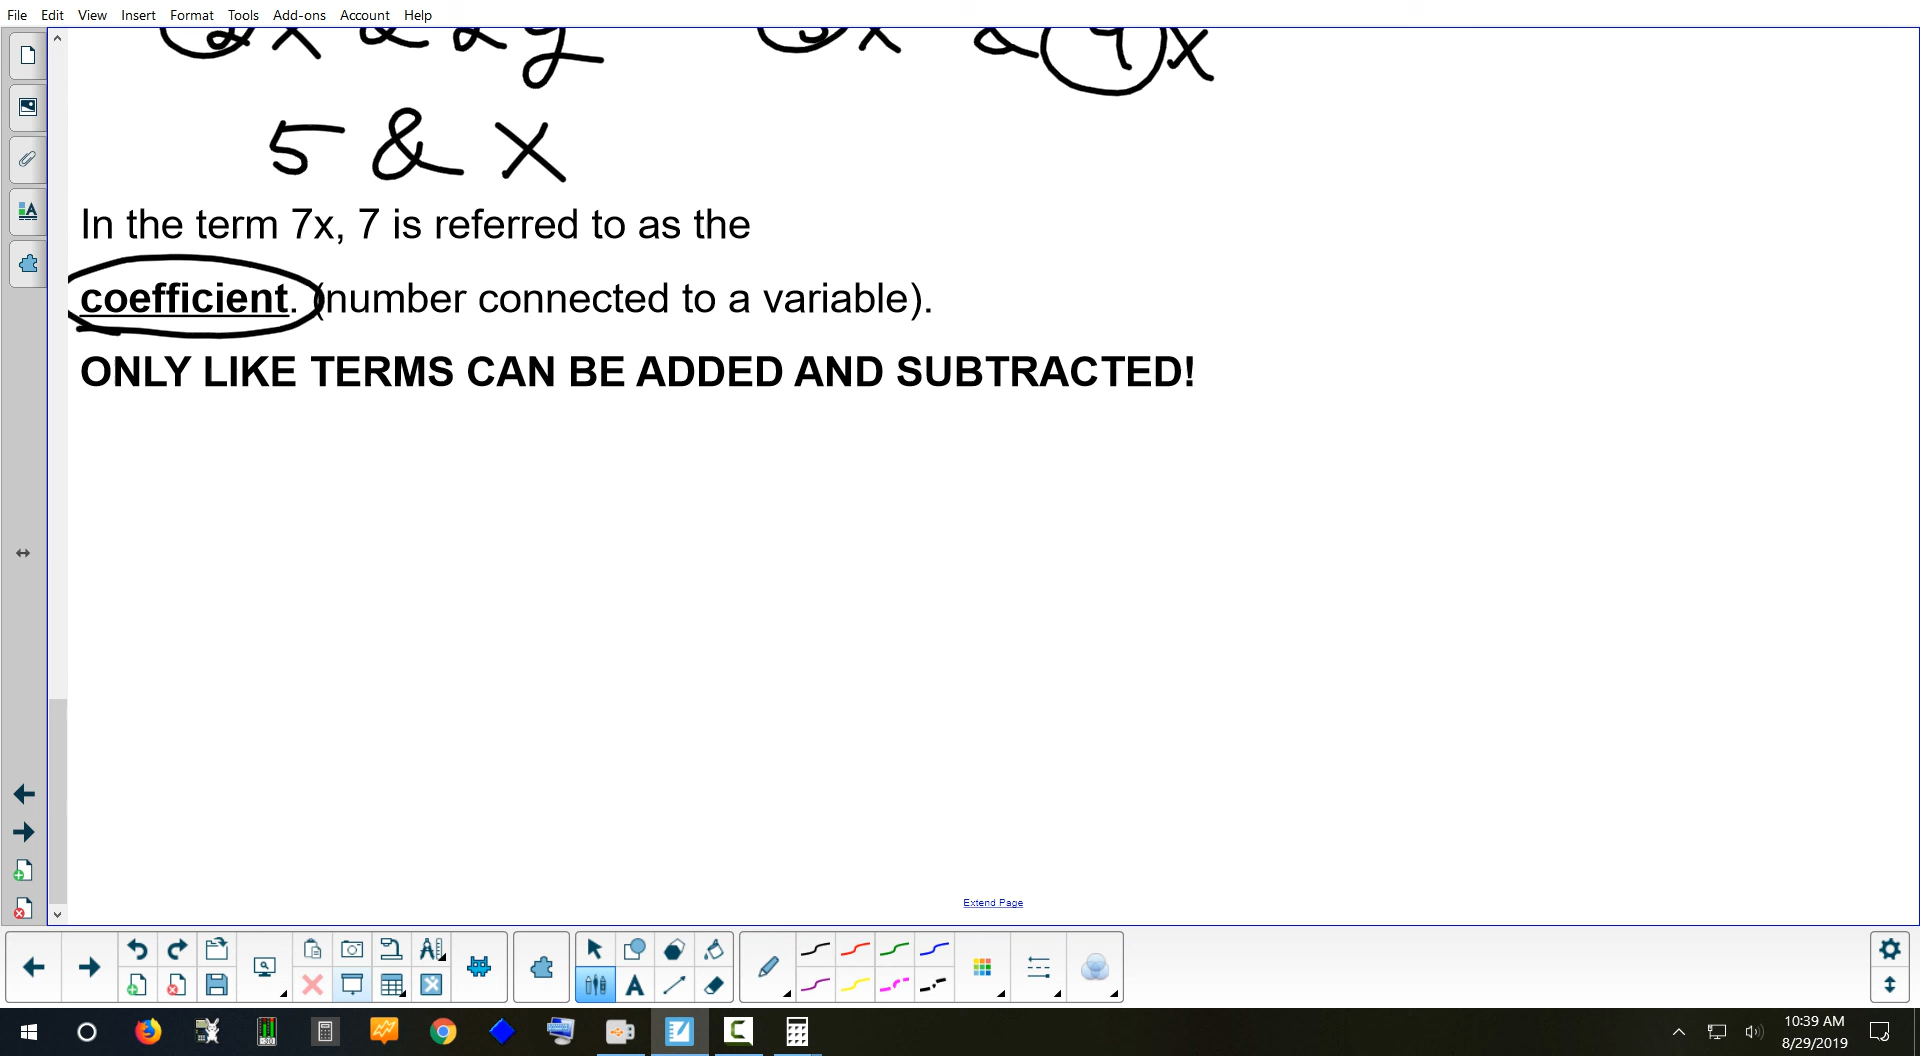 File Edit View Insert Format Tools Add-ons Account Help
x & 2y x & 4x
5 & x
In the term 7x, 7 is referred to as the
coefficient. (number connected to a variable).
ONLY LIKE TERMS CAN BE ADDED AND SUBTRACTED!
Extend Page
10:39 AM
8/29/2019